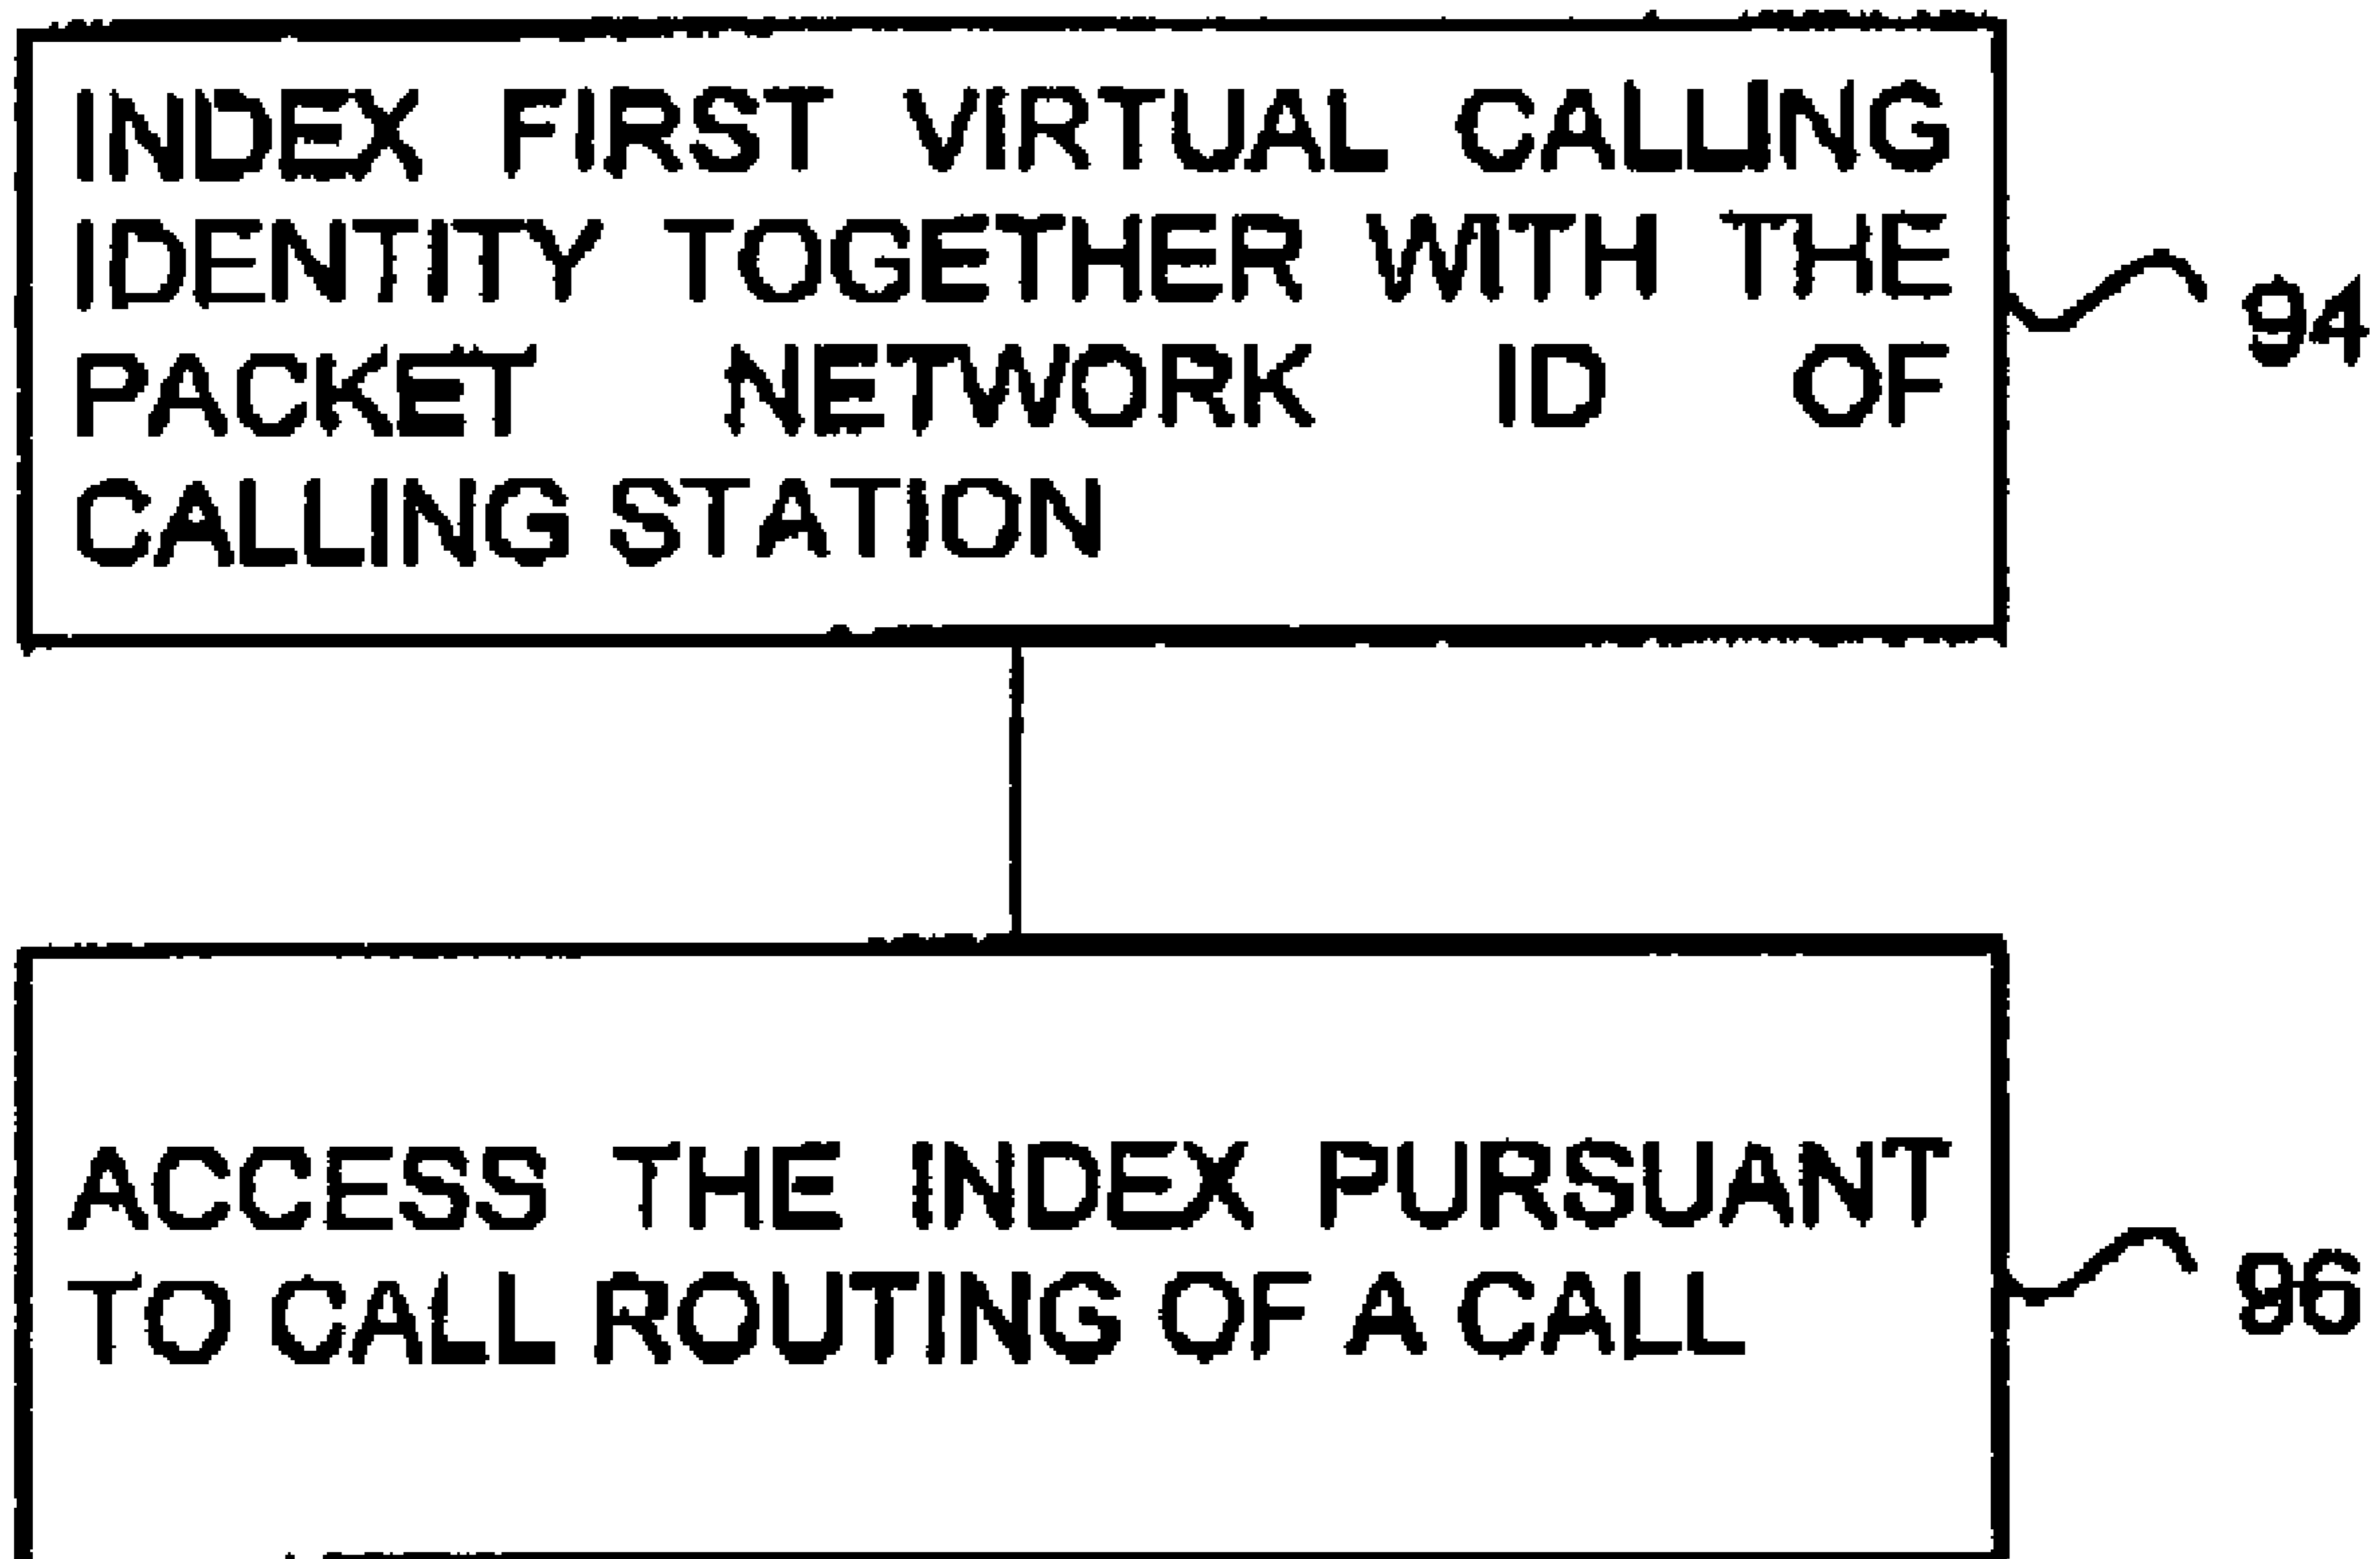 INDEX FIRST VIRTUAL CALLING
IDENTITY TOGETHER WITH THE
PACKET NETWORK ID OF
CALLING STATION
94
ACCESS THE INDEX PURSUANT
TO CALL ROUTING OF A CALL
96